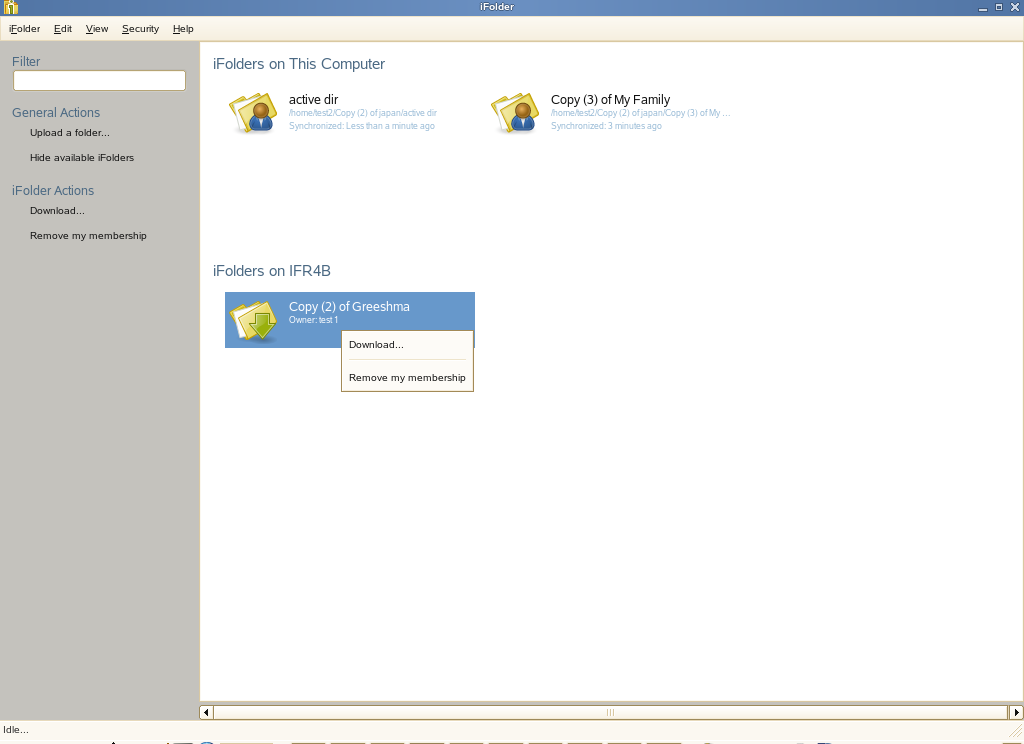 iFolder
iFolder Edit View Security Help
Filter
General Actions
Upload a folder...
Hide available iFolders
iFolder Actions
Download...
Remove my membership
iFolders on This Computer
active dir
/home/test2/Copy (2) of japan/active dir
Synchronized: Less than a minute ago
Copy (3) of My Family
/home/test2/Copy (2) of japan/Copy (3) of My ...
Synchronized: 3 minutes ago
iFolders on IFR4B
Copy (2) of Greeshma
Owner: test 1
Download...
Remove my membership
Idle...